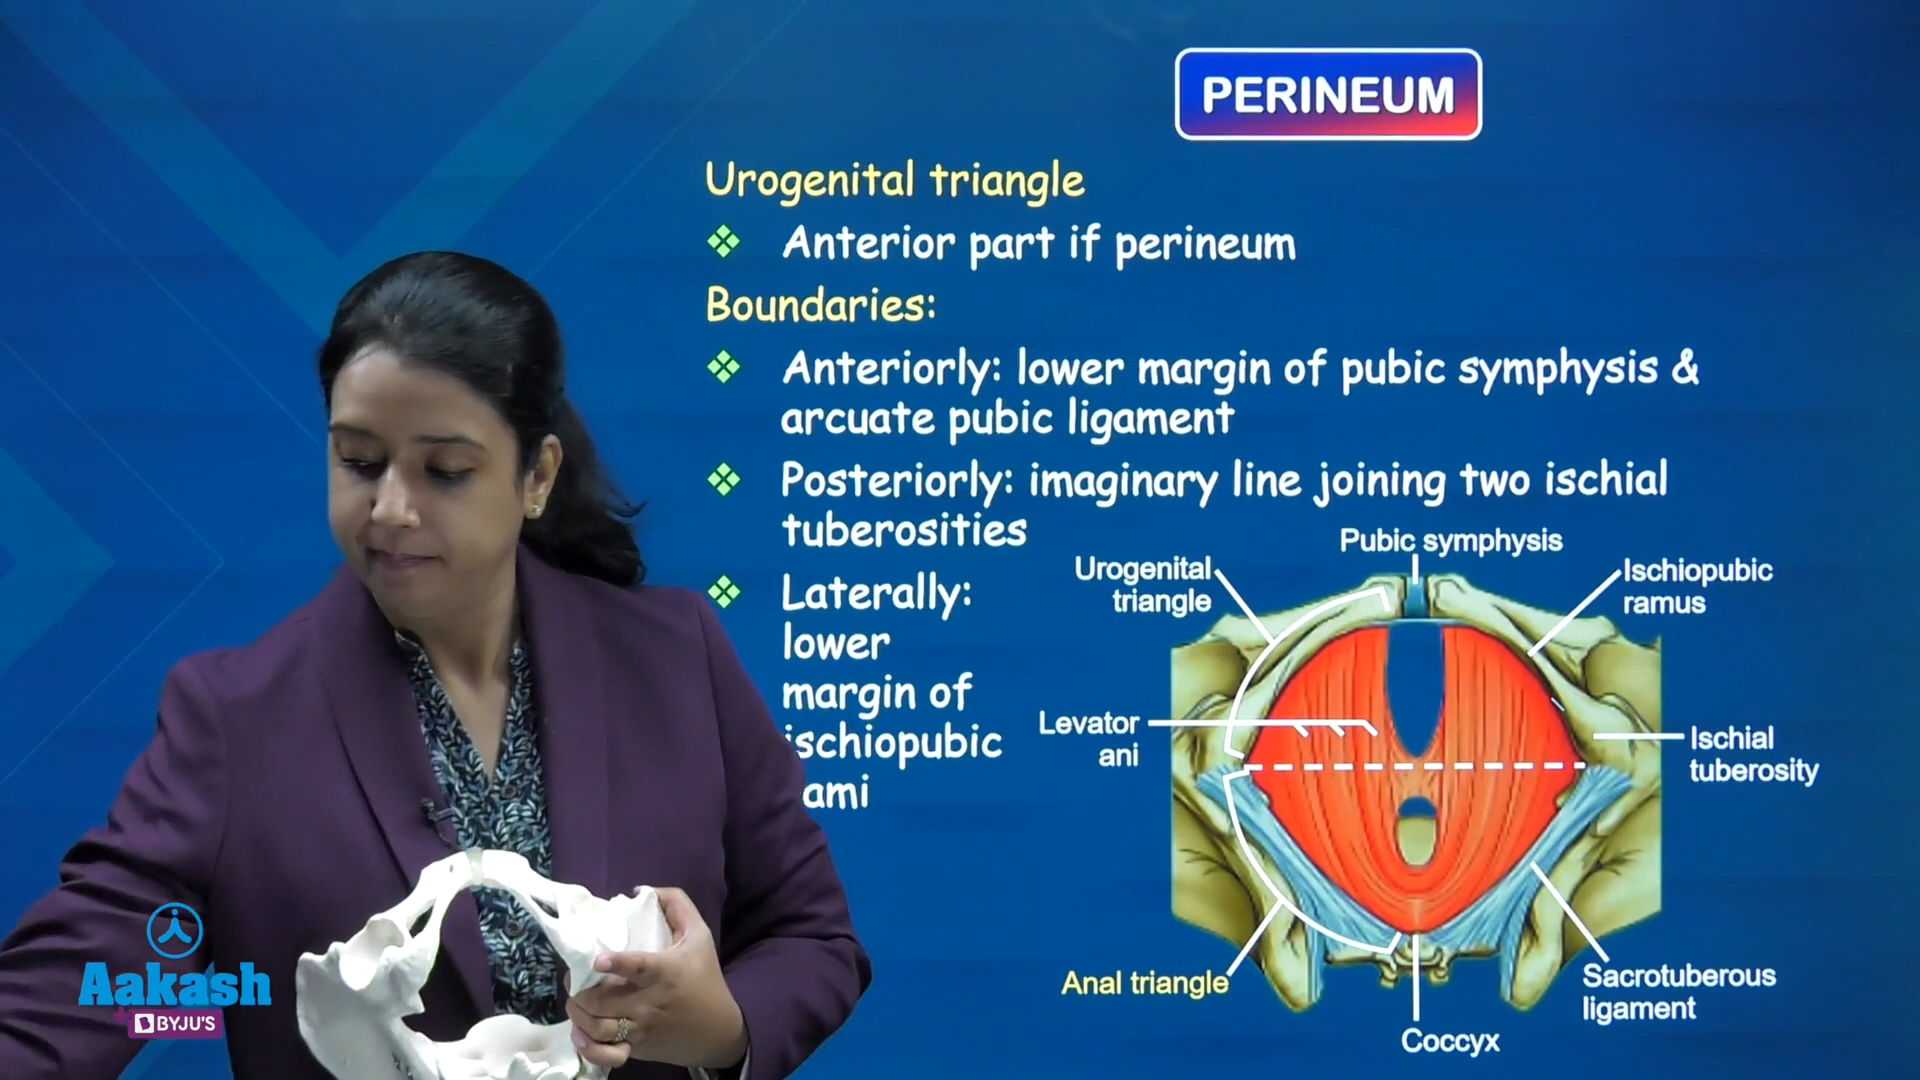 PERINEUM
Urogenital triangle
Anterior part if perineum
Boundaries:
Anteriorly: lower margin of pubic symphysis &
arcuate pubic ligament
Posteriorly: imaginary line joining two ischial
tuberosities
Laterally:
lower
margin of
ischiopubic
ami
Pubic symphysis
Urogenital
triangle
Ischiopubic
ramus
Levator
ani
Ischial
tuberosity
Anal triangle
Sacrotuberous
ligament
Coccyx
Aakash
BYJU'S